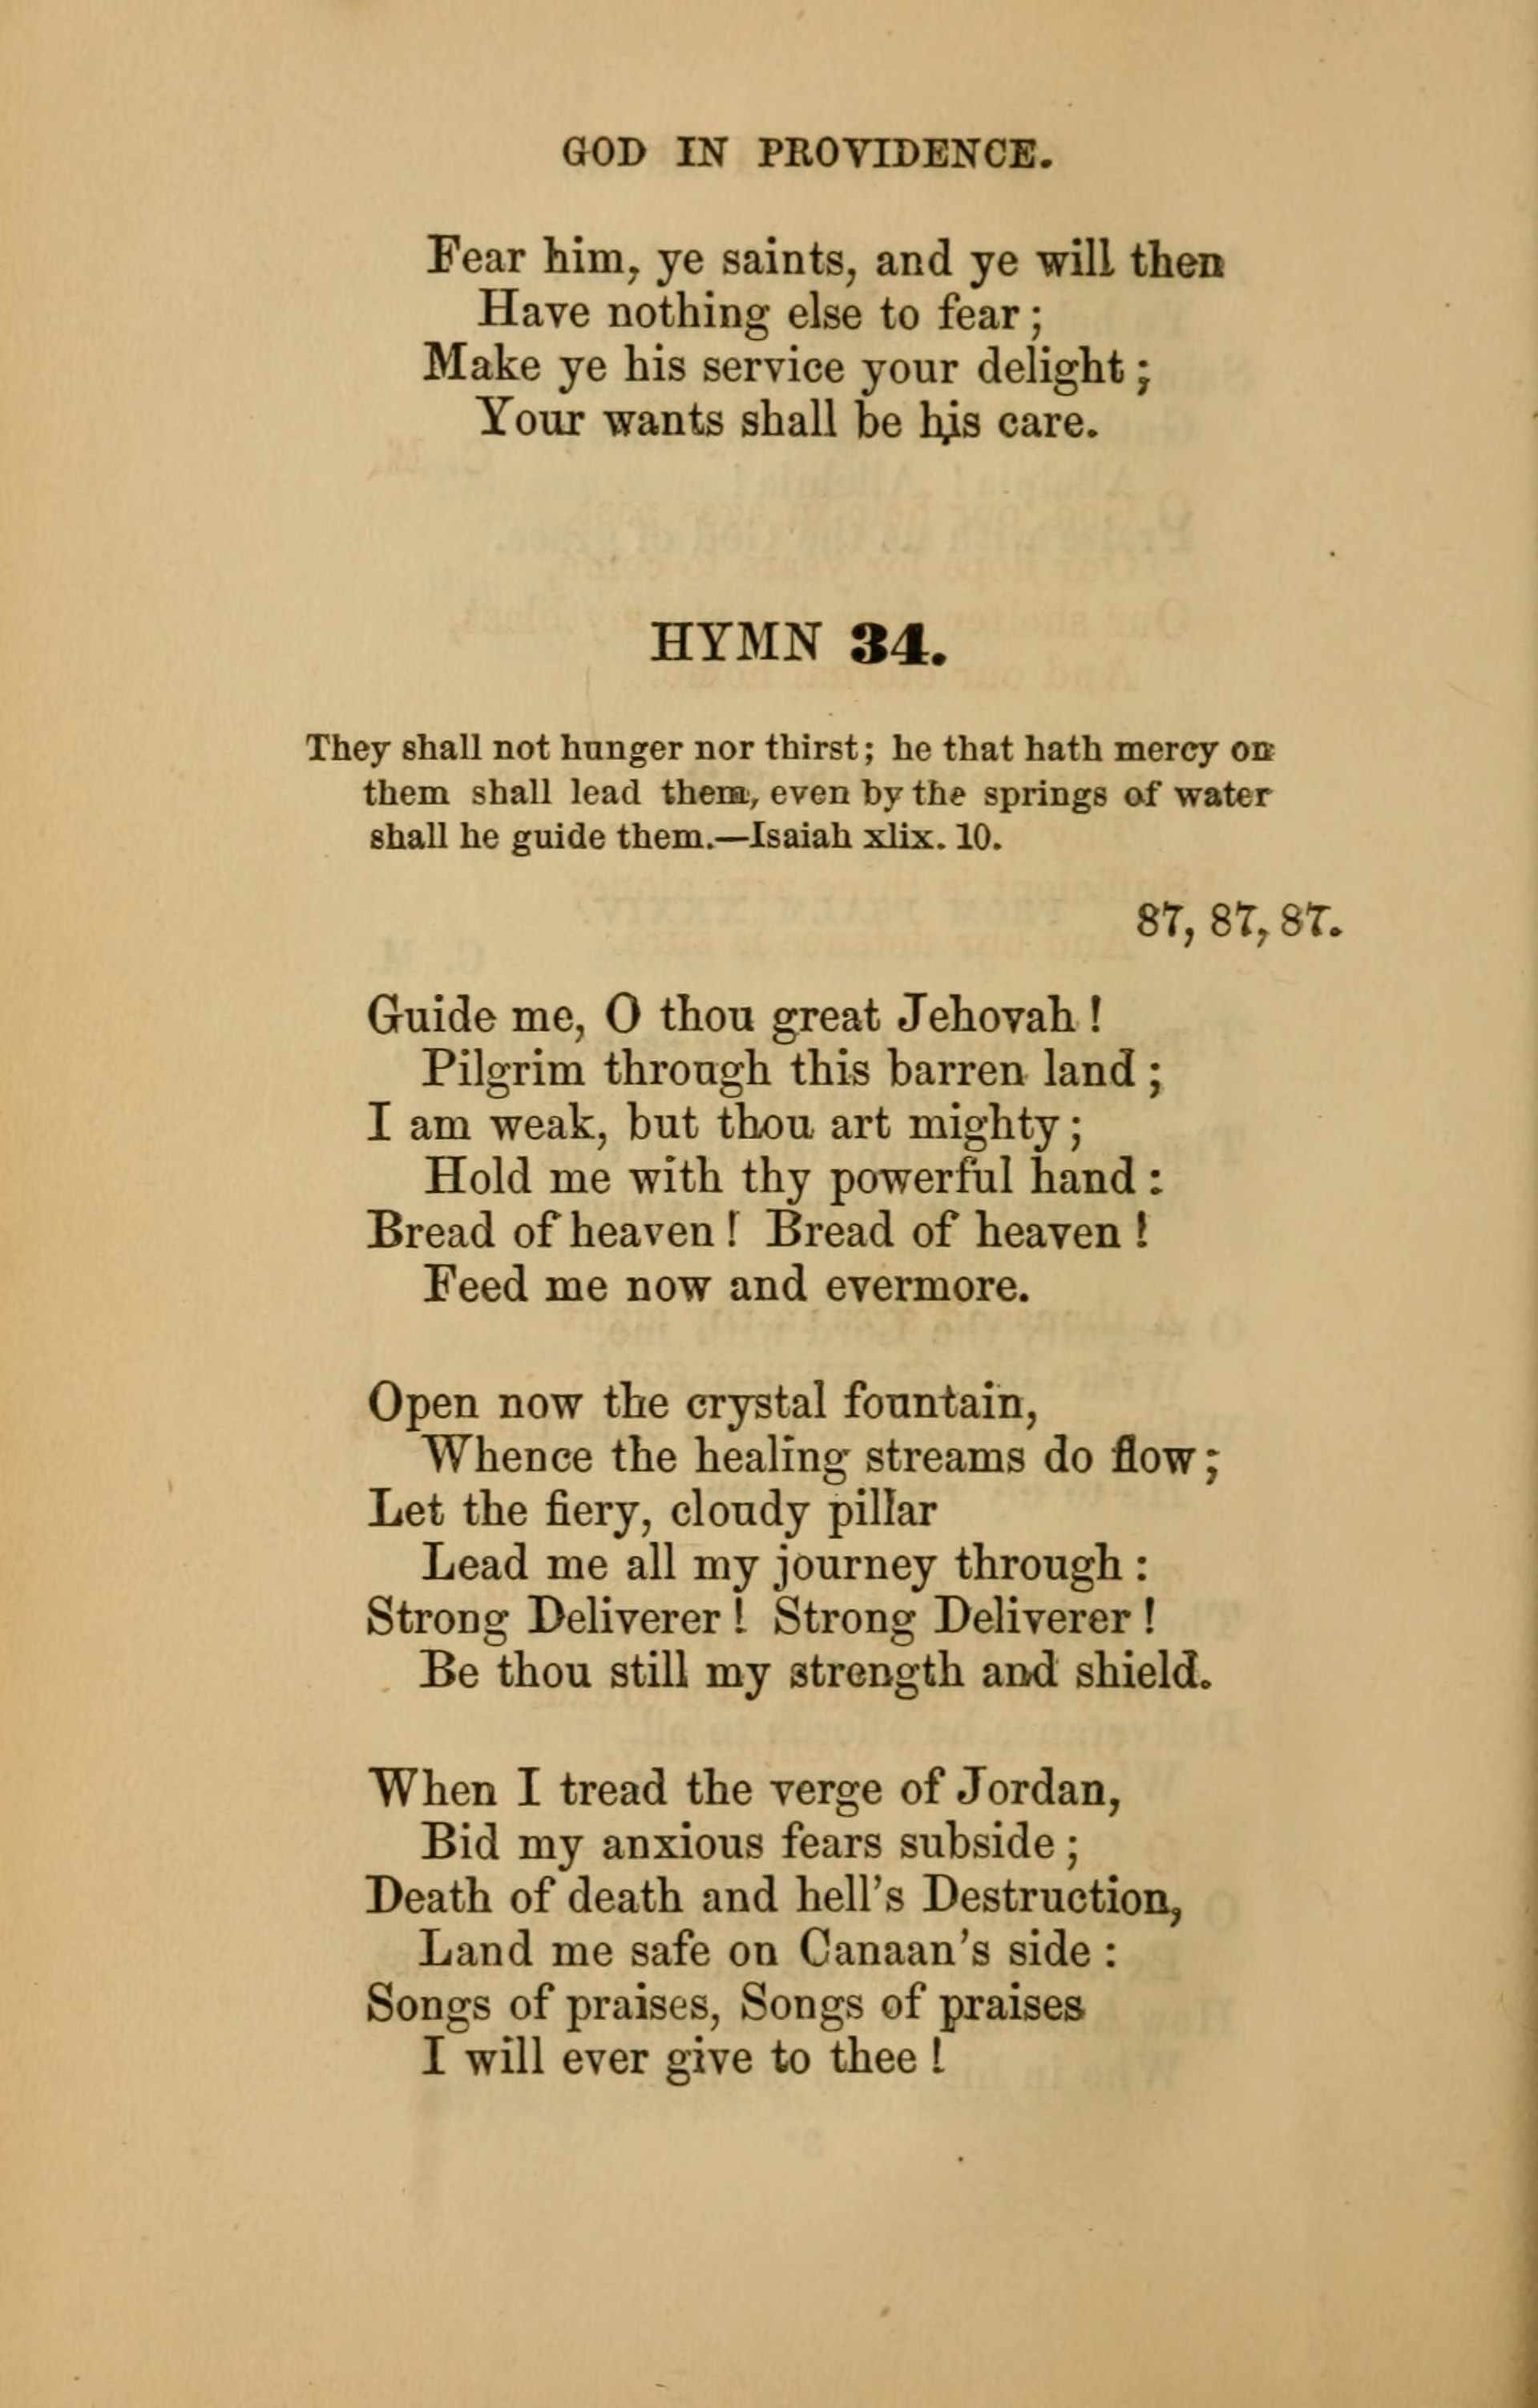 GOD IN PROVIDENCE.
Fear him, ye saints, and ye will then
Have nothing else to fear;
Make ye his service your delight;
Your wants shall be his care.
HYMN 34.
They shall not hunger nor thirst; he that hath mercy on
them shall lead them, even by the springs of water
shall he guide them.—Isaiah xlix. 10.
87, 87, 87.
Guide me, O thou great Jehovah!
Pilgrim through this barren land;
I am weak, but thou art mighty;
Hold me with thy powerful hand:
Bread of heaven! Bread of heaven!
Feed me now and evermore.
Open now the crystal fountain,
Whence the healing streams do flow;
Let the fiery, cloudy pillar
Lead me all my journey through:
Strong Deliverer! Strong Deliverer!
Be thou still my strength and shield.
When I tread the verge of Jordan,
Bid my anxious fears subside;
Death of death and hell's Destruction,
Land me safe on Canaan's side:
Songs of praises, Songs of praises
I will ever give to thee!